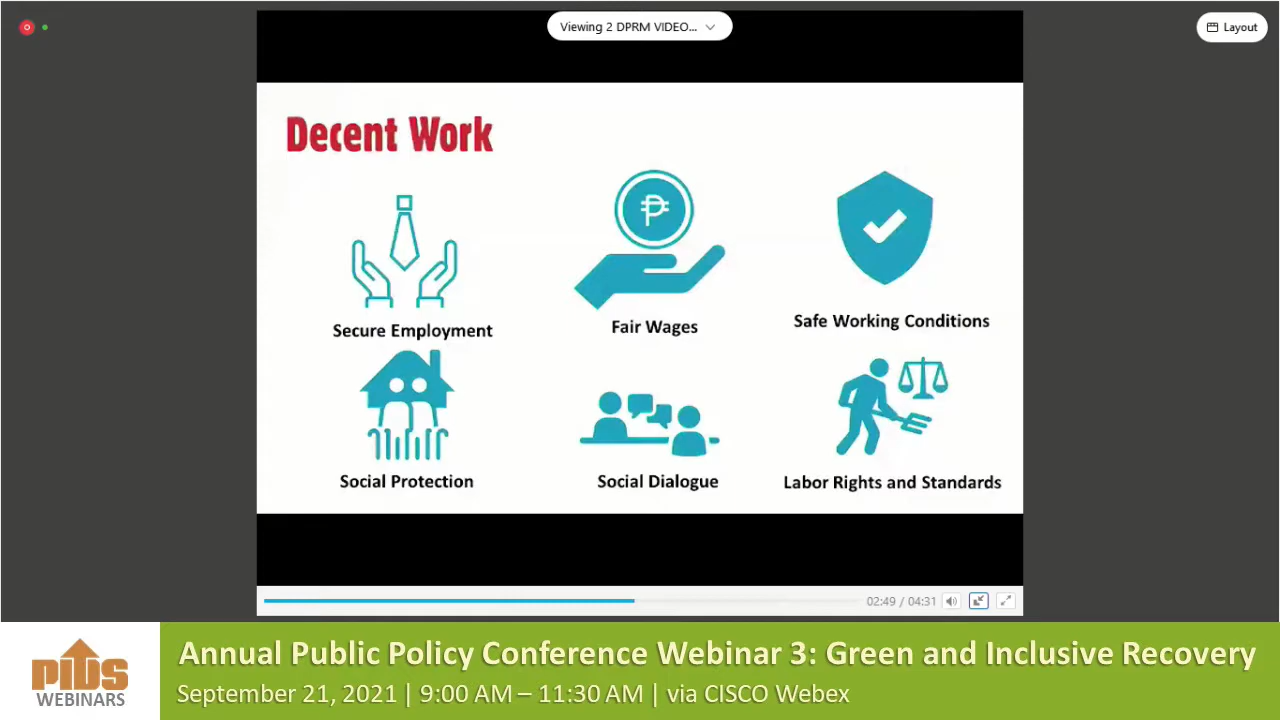 Viewing 2 DPRM VIDEO...
Layout
Decent Work
₱
Secure Employment
Fair Wages
Safe Working Conditions
Social Protection
Social Dialogue
Labor Rights and Standards
02:49 / 04:31
PIDS
WEBINARS
Annual Public Policy Conference Webinar 3: Green and Inclusive Recovery
September 21, 2021 | 9:00 AM – 11:30 AM | via CISCO Webex